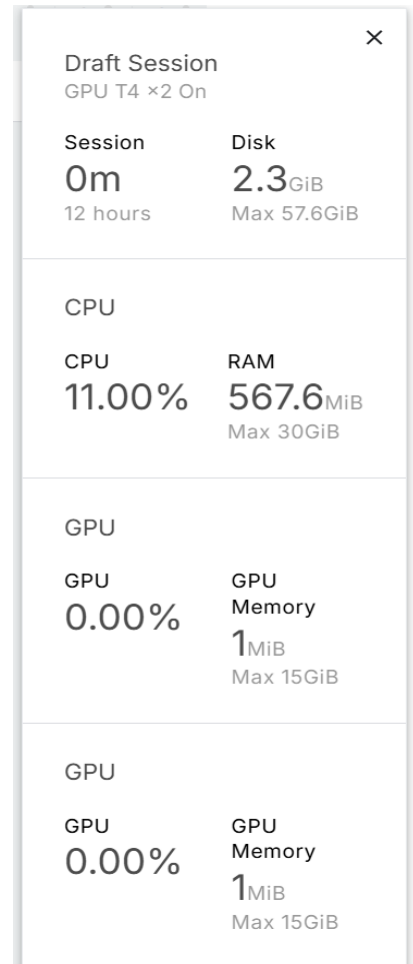 Draft Session
GPU T4 ×2 On
Session Disk
0m 2.3GiB
12 hours Max 57.6GiB
CPU
CPU RAM
11.00% 567.6MiB
Max 30GiB
GPU
GPU GPU
Memory
0.00%
1MiB
Max 15GiB
GPU
GPU GPU
Memory
0.00%
1MiB
Max 15GiB